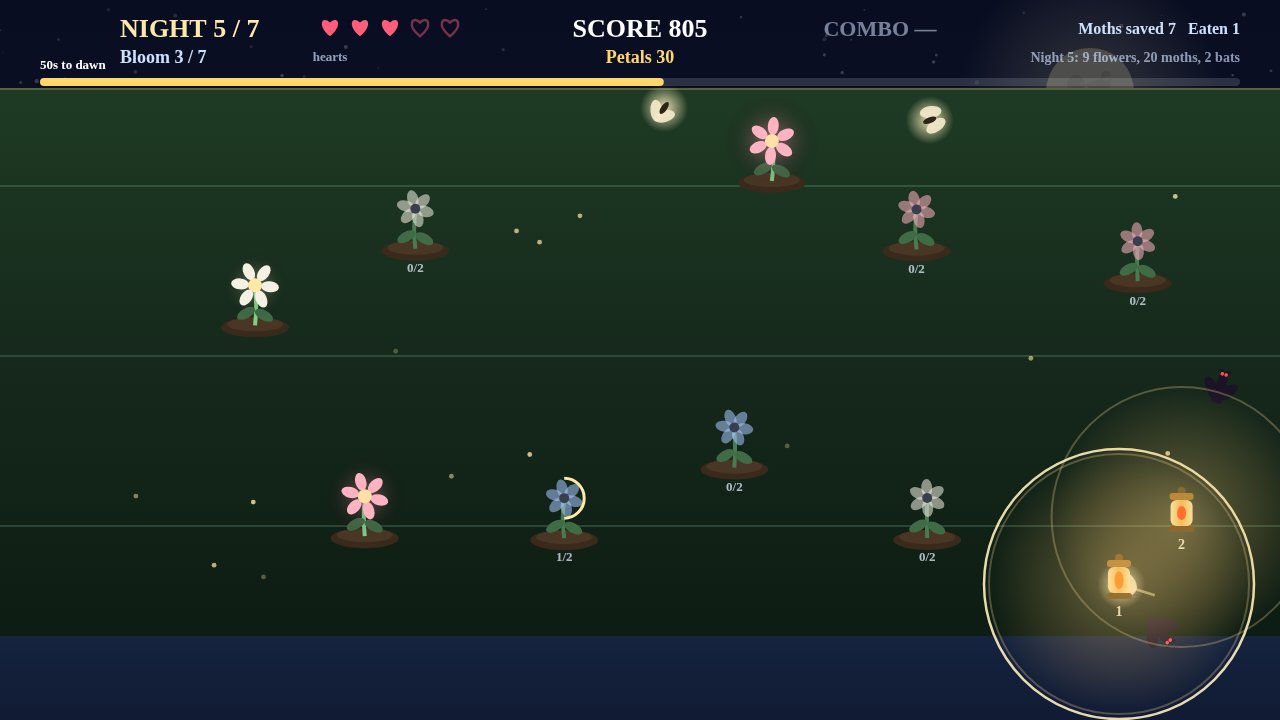 NIGHT 5 / 7
SCORE 805
COMBO —
Moths saved 7 Eaten 1
50s to dawn
Bloom 3 / 7
hearts
Petals 30
Night 5: 9 flowers, 20 moths, 2 bats
0/2
0/2
0/2
0/2
1/2
0/2
2
1